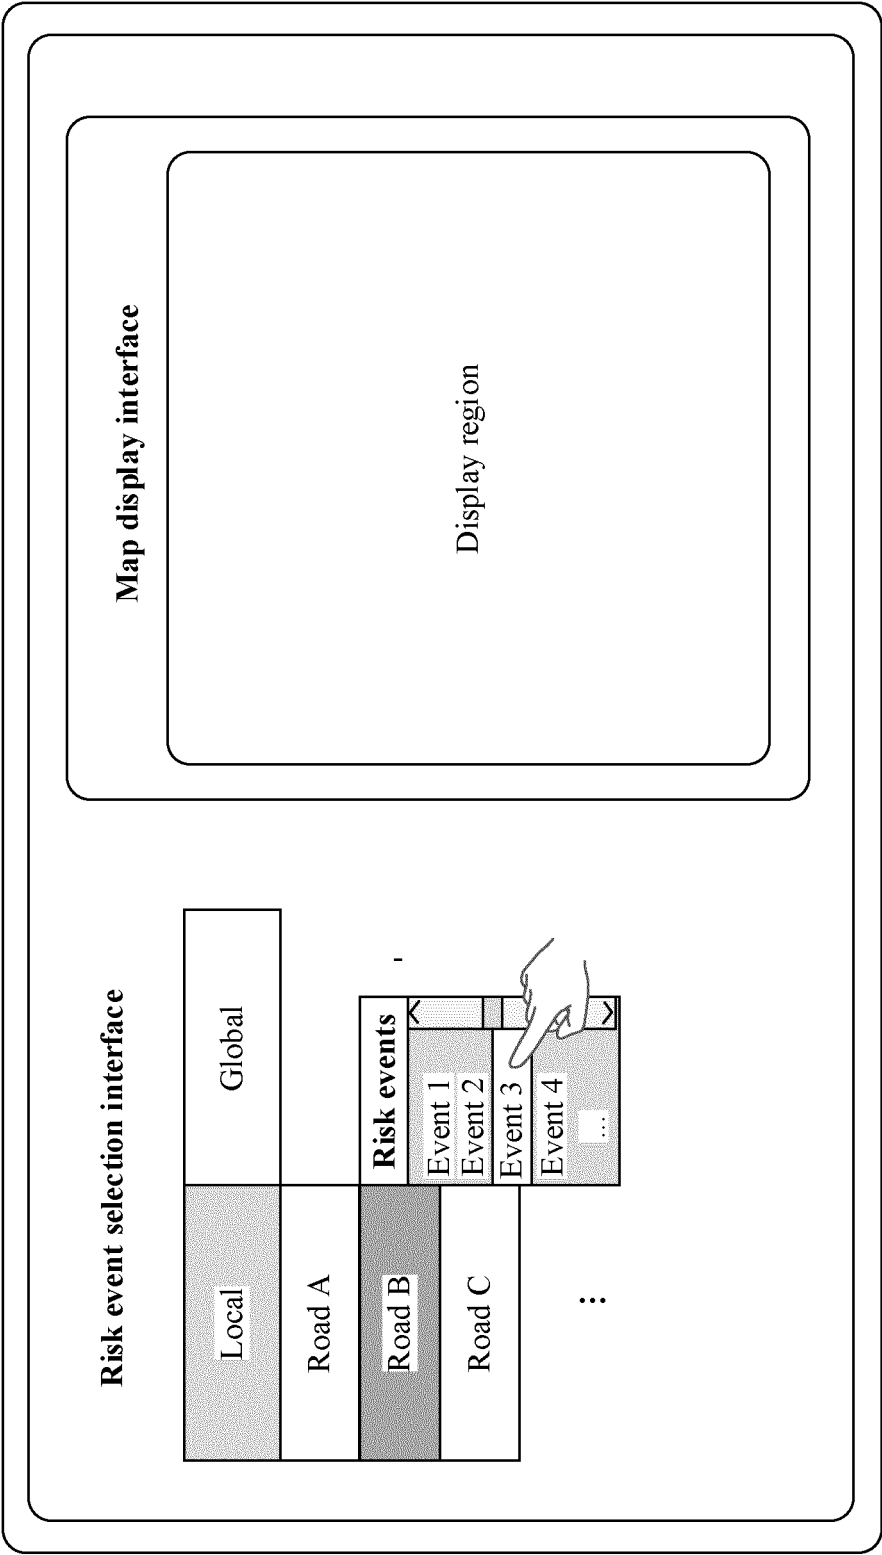 Risk event selection interface
Local
Global
Road A
Road B
Road C
...
Risk events
Event 1
Event 2
Event 3
Event 4
...
Map display interface
Display region